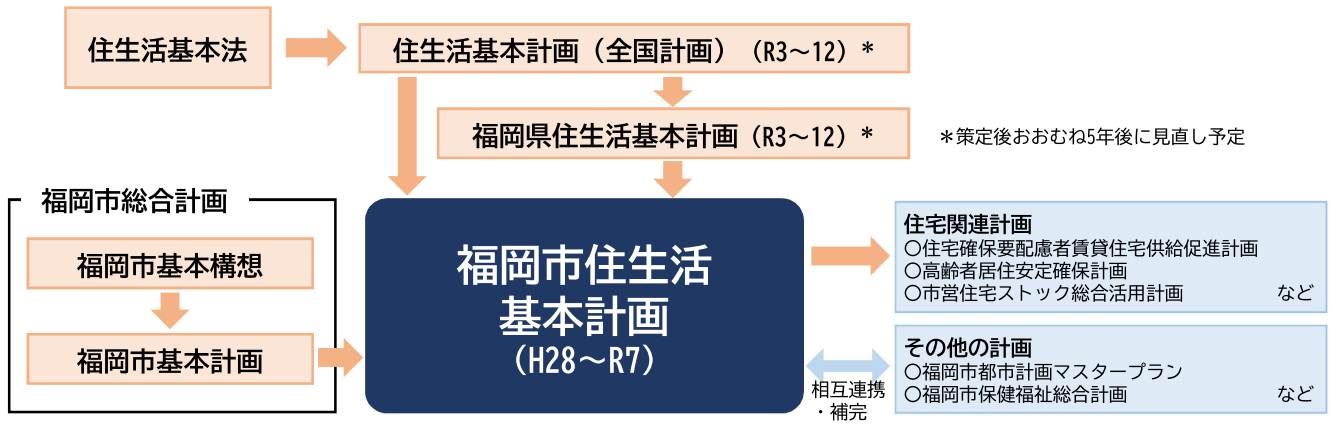 住生活基本法
住生活基本計画（全国計画）（R3～12）＊
福岡県住生活基本計画（R3～12）＊
＊策定後おおむね5年後に見直し予定
福岡市総合計画
福岡市基本構想
福岡市基本計画
福岡市住生活
基本計画
（H28～R7）
住宅関連計画
〇住宅確保要配慮者賃貸住宅供給促進計画
〇高齢者居住安定確保計画
〇市営住宅ストック総合活用計画　など
相互連携
・補完
その他の計画
〇福岡市都市計画マスタープラン
〇福岡市保健福祉総合計画　など